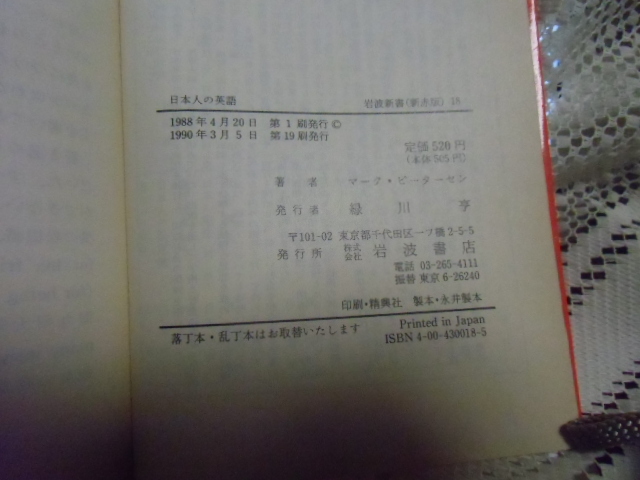 日本人の英語
岩波新書(新赤版) 18
1988年4月20日 第1刷発行©
1990年3月5日 第19刷発行
定価520円
(本体505円)
著者 マーク・ピーターセン
発行者 緑川亨
〒101-02 東京都千代田区一ツ橋2-5-5
発行所 株式会社 岩波書店
電話 03-265-4111
振替 東京6-26240
印刷・精興社 製本・永井製本
落丁本・乱丁本はお取替いたします
Printed in Japan
ISBN4-00-430018-5